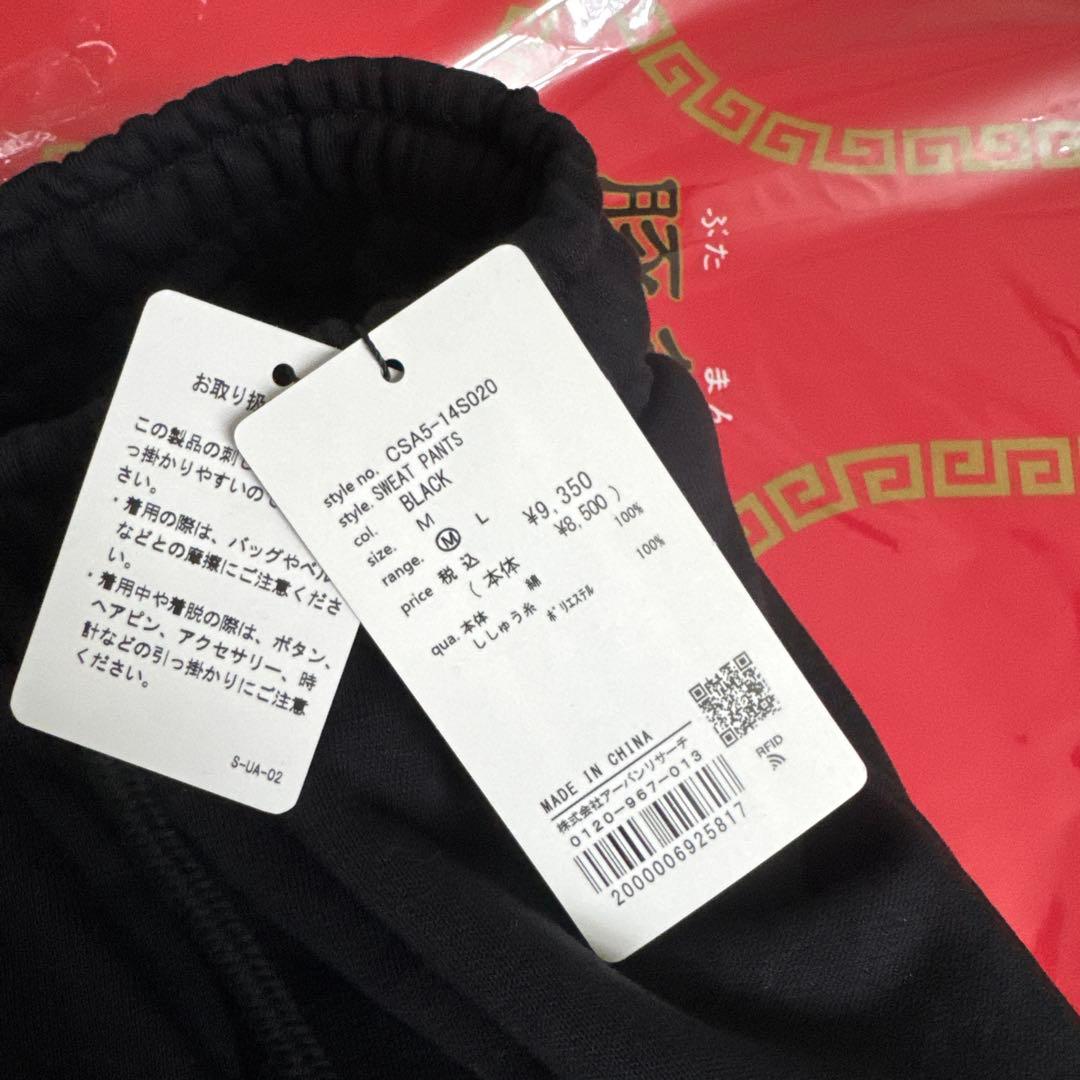 豚
ぶた
まん
お取り扱
この製品の刺し
っ掛かりやすいの
さい。
・着用の際は、バッグやベル
などとの摩擦にご注意くださ
い。
・着用中や着脱の際は、ボタン、
ヘアピン、アクセサリー、時
計などの引っ掛かりにご注意
ください。
S-UA-02
style no. CSA5-14S020
style. SWEAT PANTS
col. BLACK
size. M
range. Ⓜ L
price 税 込 ¥9,350
( 本体 ¥8,500 )
qua. 本体 綿 100%
ししゅう糸 ポリエステル 100%
MADE IN CHINA
株式会社アーバンリサーチ
0120-967-013
2000006925817
RFID